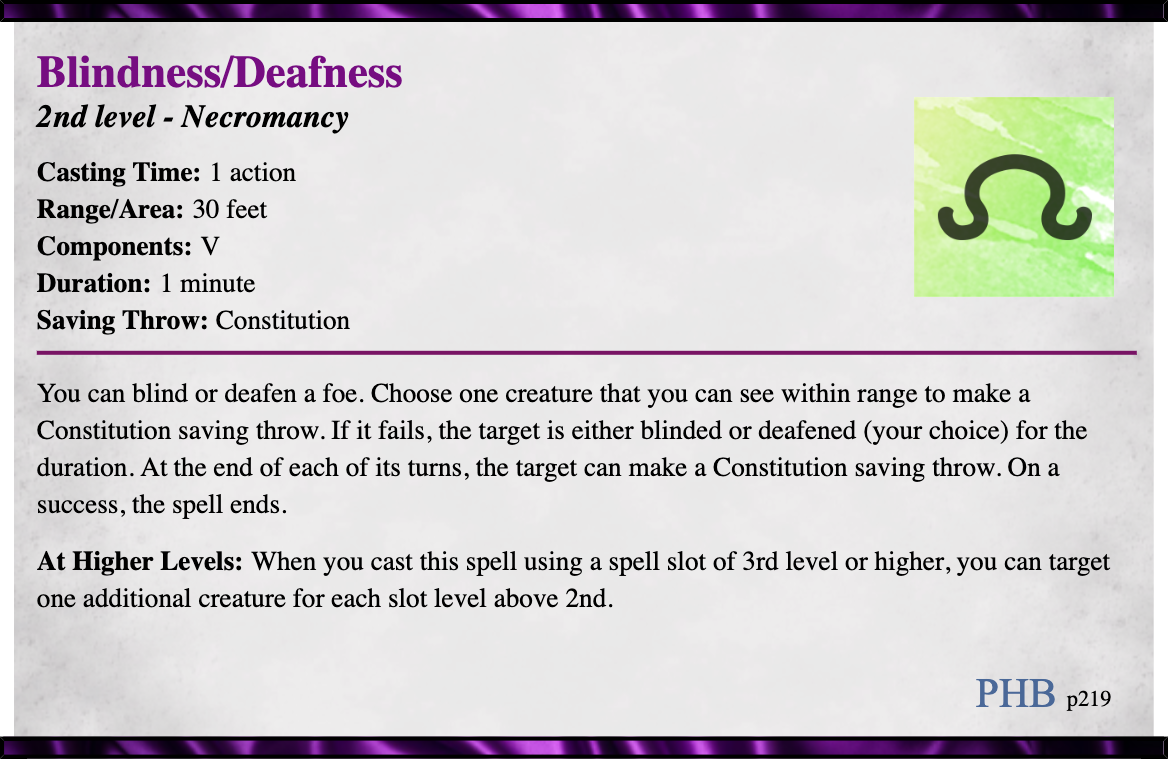 Blindness/Deafness
2nd level - Necromancy
Casting Time: 1 action
Range/Area: 30 feet
Components: V
Duration: 1 minute
Saving Throw: Constitution
You can blind or deafen a foe. Choose one creature that you can see within range to make a
Constitution saving throw. If it fails, the target is either blinded or deafened (your choice) for the
duration. At the end of each of its turns, the target can make a Constitution saving throw. On a
success, the spell ends.
At Higher Levels: When you cast this spell using a spell slot of 3rd level or higher, you can target
one additional creature for each slot level above 2nd.
PHB p219